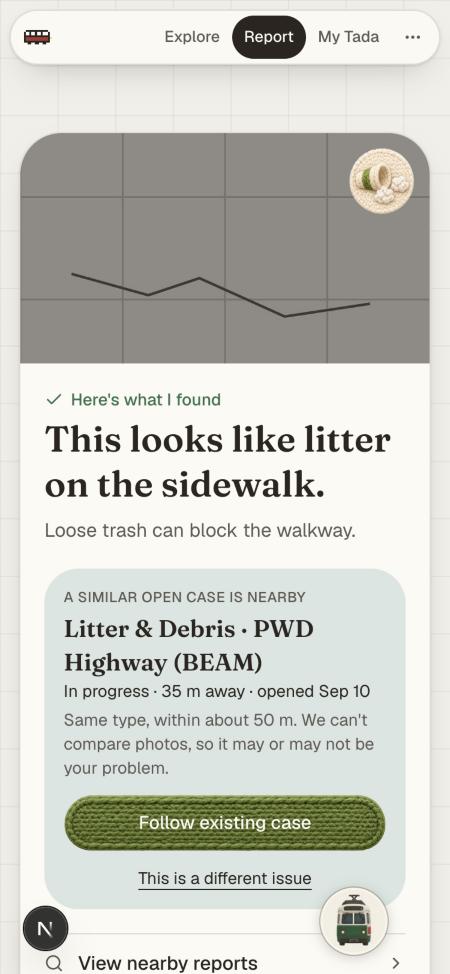 Explore Report My Tada ...
Here's what I found
This looks like litter
on the sidewalk.
Loose trash can block the walkway.
A SIMILAR OPEN CASE IS NEARBY
Litter & Debris · PWD
Highway (BEAM)
In progress · 35 m away · opened Sep 10
Same type, within about 50 m. We can't
compare photos, so it may or may not be
your problem.
Follow existing case
This is a different issue
N
View nearby reports